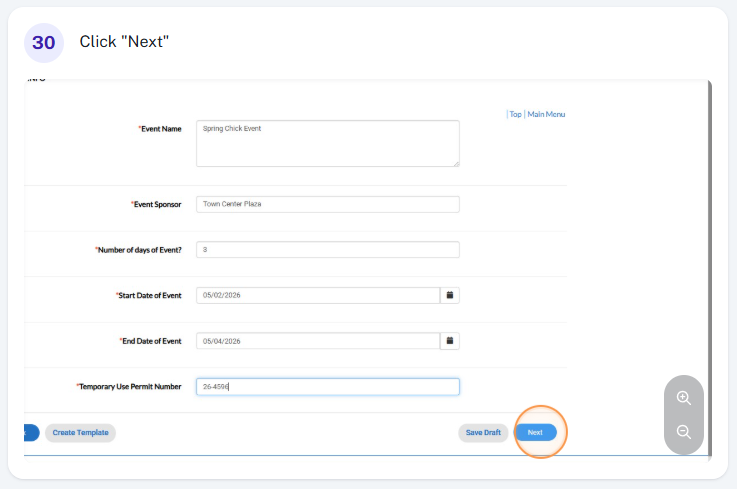 30 Click "Next"
| Top | Main Menu
*Event Name Spring Chick Event
*Event Sponsor Town Center Plaza
*Number of days of Event? 3
*Start Date of Event 05/02/2026
*End Date of Event 05/04/2026
*Temporary Use Permit Number 26-4596
Create Template Save Draft Next